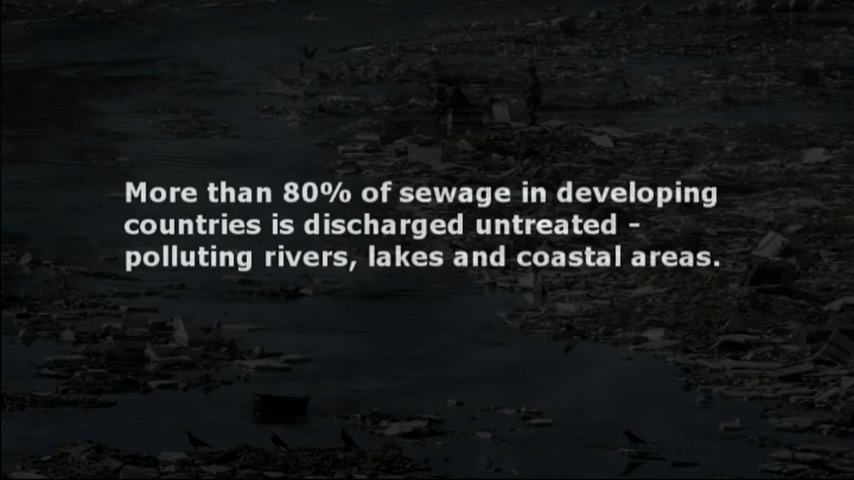 More than 80% of sewage in developing
countries is discharged untreated -
polluting rivers, lakes and coastal areas.